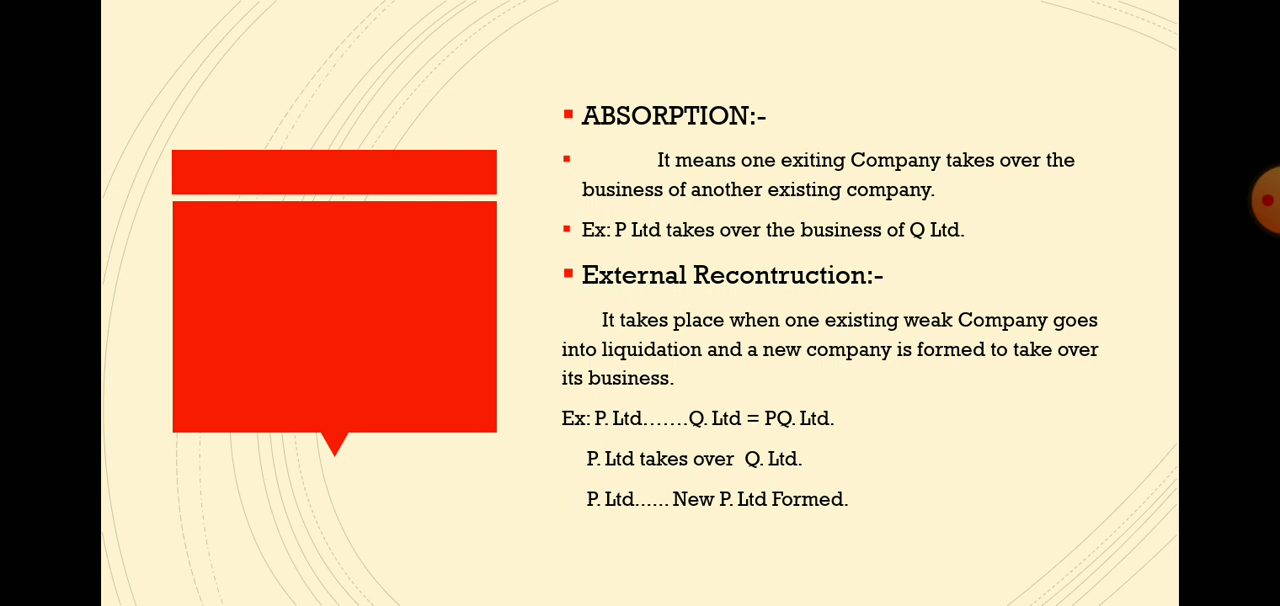 ABSORPTION:-
It means one exiting Company takes over the
business of another existing company.
Ex: P Ltd takes over the business of Q Ltd.
External Recontruction:-
It takes place when one existing weak Company goes
into liquidation and a new company is formed to take over
its business.
Ex: P. Ltd.......Q. Ltd = PQ. Ltd.
P. Ltd takes over Q. Ltd.
P. Ltd...... New P. Ltd Formed.